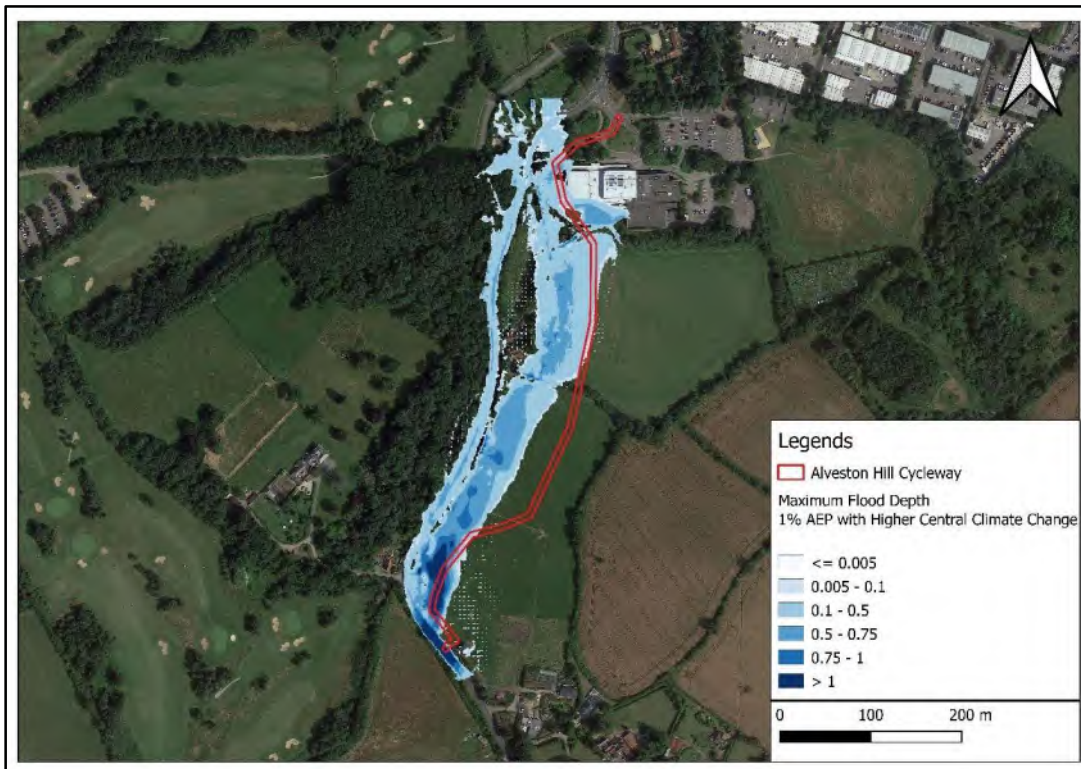 Legends
Alveston Hill Cycleway
Maximum Flood Depth
1% AEP with Higher Central Climate Change
<= 0.005
0.005 - 0.1
0.1 - 0.5
0.5 - 0.75
0.75 - 1
> 1
0 100 200 m